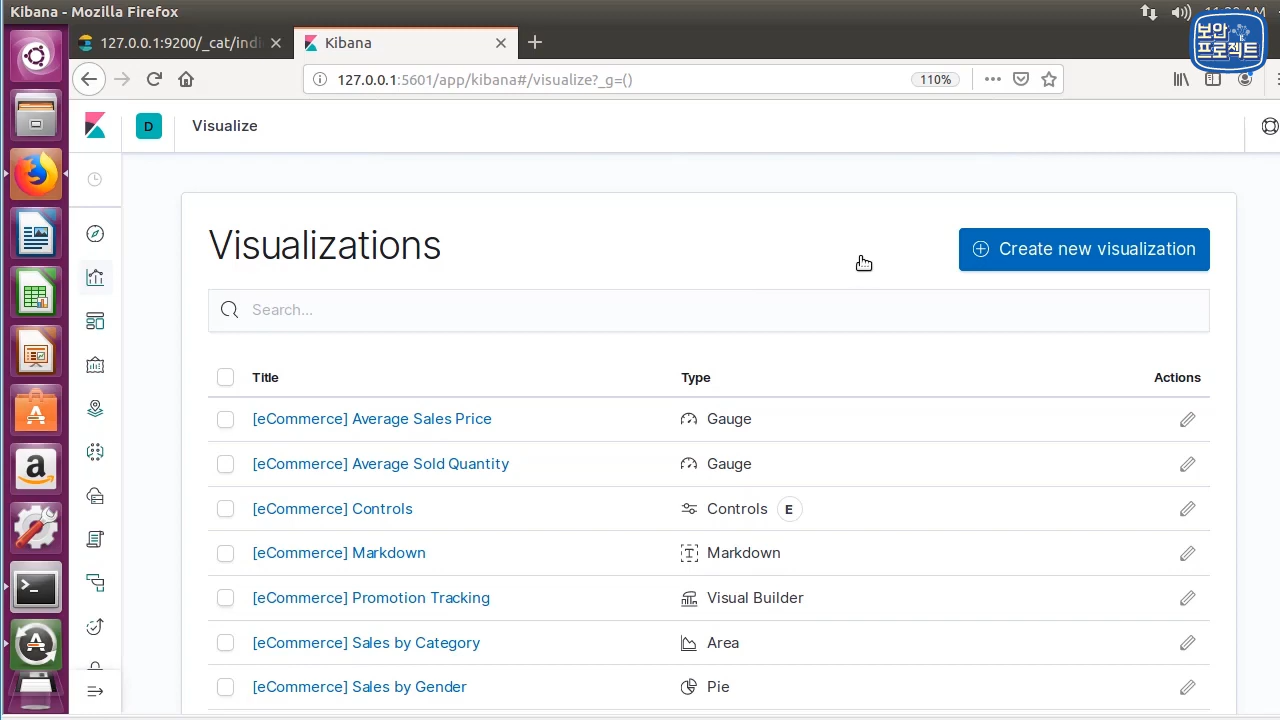 Kibana - Mozilla Firefox
127.0.0.1:9200/_cat/indi
Kibana
127.0.0.1:5601/app/kibana#/visualize?_g=()
110%
보안
프로젝트
D
Visualize
Visualizations
Create new visualization
Search...
Title Type Actions
[eCommerce] Average Sales Price Gauge
[eCommerce] Average Sold Quantity Gauge
[eCommerce] Controls Controls E
[eCommerce] Markdown Markdown
[eCommerce] Promotion Tracking Visual Builder
[eCommerce] Sales by Category Area
[eCommerce] Sales by Gender Pie